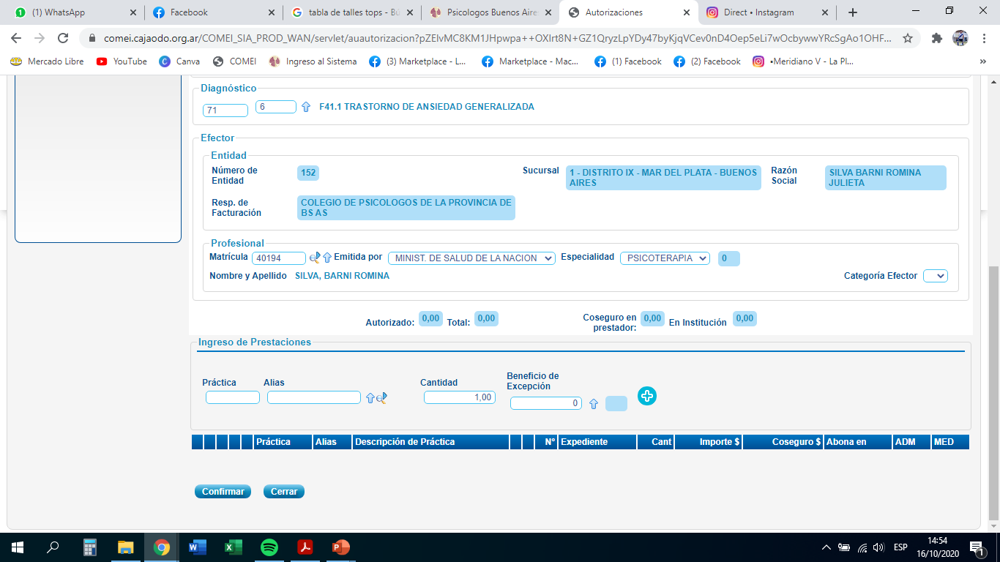 (1) WhatsApp
Facebook
tabla de talles tops - Bú
Psicologos Buenos Aire
Autorizaciones
Direct • Instagram
comei.cajaodo.org.ar/COMEI_SIA_PROD_WAN/servlet/auautorizacion?pZEIvMC8KM1JHpwpa++OXIrt8N+GZ1QryzLpYDy47byKjqVCev0nD4Oep5eLi7wOcbywwYRcSgAo1OHF...
Mercado Libre
YouTube
Canva
COMEI
Ingreso al Sistema
(3) Marketplace - L...
Marketplace - Mac...
(1) Facebook
(2) Facebook
•Meridiano V - La Pl...
Diagnóstico
71 6 F41.1 TRASTORNO DE ANSIEDAD GENERALIZADA
Efector
Entidad
Número de
Entidad
152
Sucursal
1 - DISTRITO IX - MAR DEL PLATA - BUENOS
AIRES
Razón
Social
SILVA BARNI ROMINA
JULIETA
Resp. de
Facturación
COLEGIO DE PSICOLOGOS DE LA PROVINCIA DE
BS AS
Profesional
Matrícula 40194 Emitida por MINIST. DE SALUD DE LA NACION Especialidad PSICOTERAPIA 0
Nombre y Apellido SILVA, BARNI ROMINA Categoría Efector
Autorizado: 0,00 Total: 0,00
Coseguro en
prestador:
0,00 En Institución 0,00
Ingreso de Prestaciones
Práctica Alias Cantidad
Beneficio de
Excepción
1,00 0
Práctica Alias Descripción de Práctica Nº Expediente Cant Importe $ Coseguro $ Abona en ADM MED
Confirmar Cerrar
ESP
14:54
16/10/2020
1